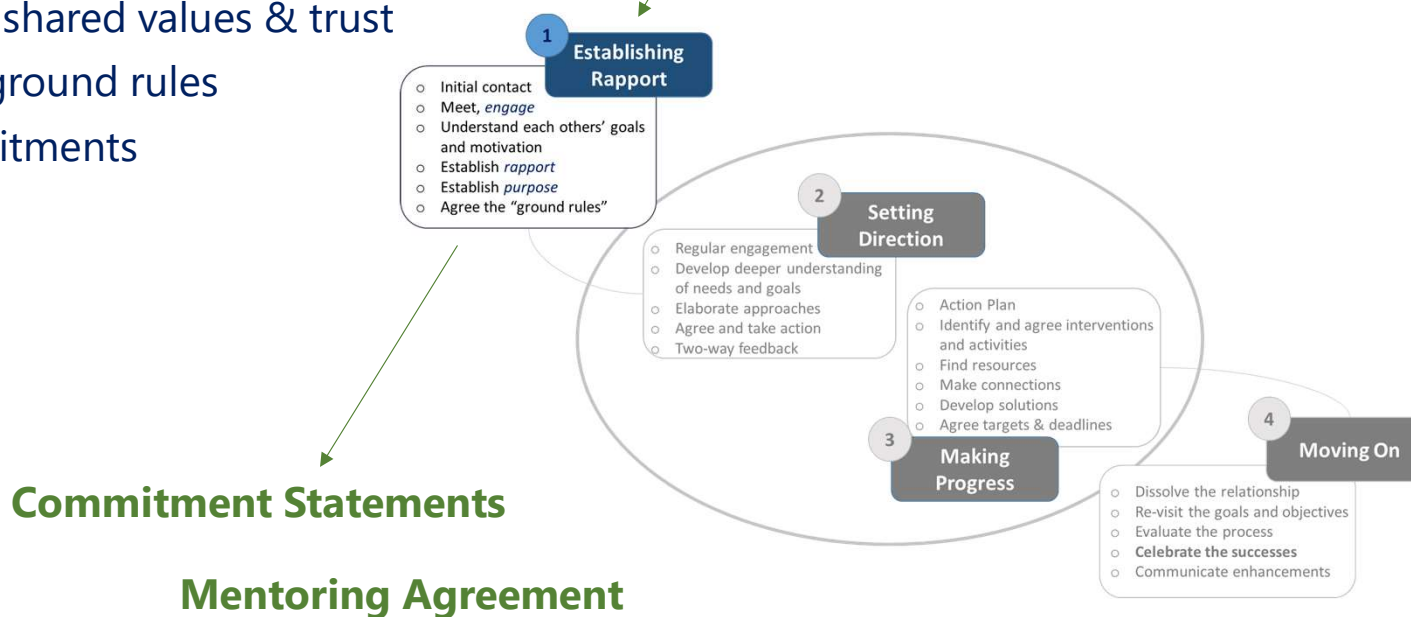 shared values & trust
ground rules
itments
1
Establishing
Rapport
o Initial contact
o Meet, engage
o Understand each others’ goals
and motivation
o Establish rapport
o Establish purpose
o Agree the “ground rules”
2
Setting
Direction
o Regular engagement
o Develop deeper understanding
of needs and goals
o Elaborate approaches
o Agree and take action
o Two-way feedback
o Action Plan
o Identify and agree interventions
and activities
o Find resources
o Make connections
o Develop solutions
o Agree targets & deadlines
3
Making
Progress
4
Moving On
o Dissolve the relationship
o Re-visit the goals and objectives
o Evaluate the process
o Celebrate the successes
o Communicate enhancements
Commitment Statements
Mentoring Agreement